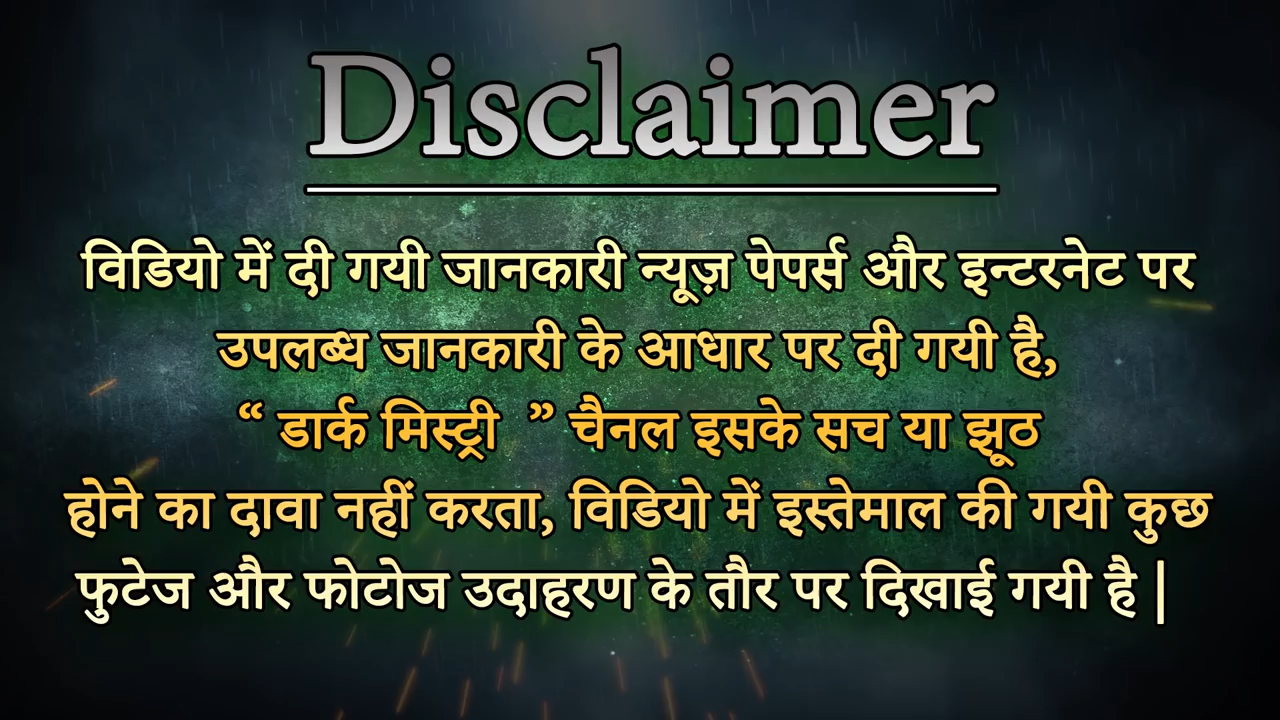 Disclaimer
विडियो में दी गयी जानकारी न्यूज़ पेपर्स और इन्टरनेट पर
उपलब्ध जानकारी के आधार पर दी गयी है,
“ डार्क मिस्ट्री ” चैनल इसके सच या झूठ
होने का दावा नहीं करता, विडियो में इस्तेमाल की गयी कुछ
फुटेज और फोटोज उदाहरण के तौर पर दिखाई गयी है |